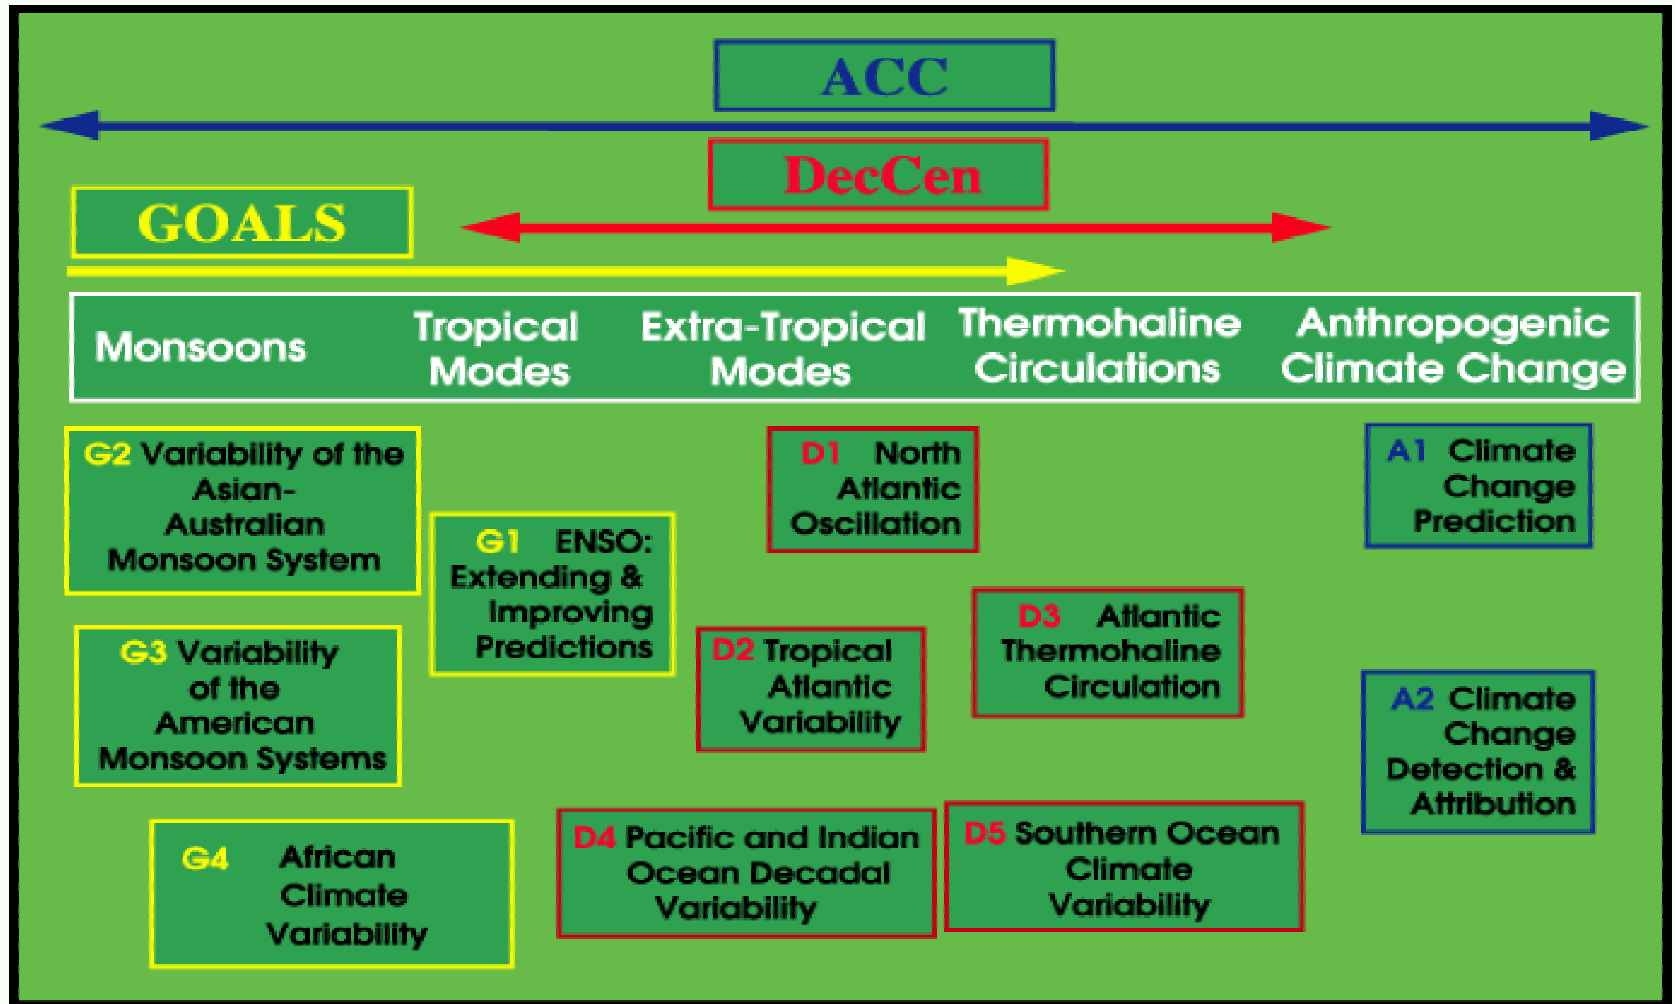 ACC
DecCen
GOALS
Monsoons
Tropical
Modes
Extra-Tropical
Modes
Thermohaline
Circulations
Anthropogenic
Climate Change
G2 Variability of the
Asian-
Australian
Monsoon System
G3 Variability
of the
American
Monsoon Systems
G4 African
Climate
Variability
G1 ENSO:
Extending &
Improving
Predictions
D1 North
Atlantic
Oscillation
D2 Tropical
Atlantic
Variability
D4 Pacific and Indian
Ocean Decadal
Variability
D3 Atlantic
Thermohaline
Circulation
D5 Southern Ocean
Climate
Variability
A1 Climate
Change
Prediction
A2 Climate
Change
Detection &
Attribution